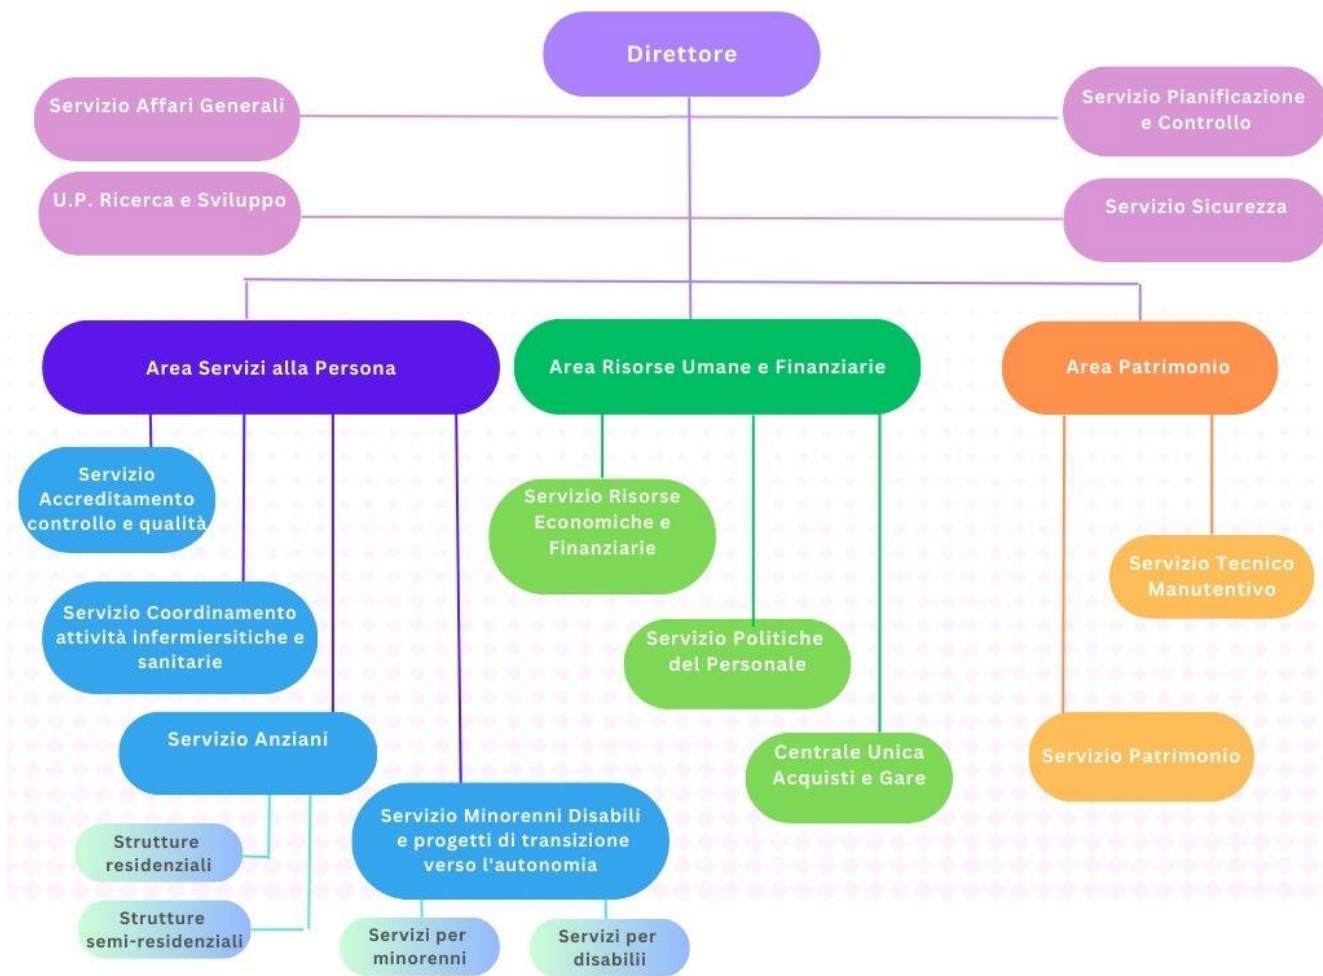 Direttore
Servizio Affari Generali
Servizio Pianificazione
e Controllo
U.P. Ricerca e Sviluppo
Servizio Sicurezza
Area Servizi alla Persona
Area Risorse Umane e Finanziarie
Area Patrimonio
Servizio
Accreditamento
controllo e qualità
Servizio Coordinamento
attività infermiersitiche e
sanitarie
Servizio Anziani
Strutture
residenziali
Strutture
semi-residenziali
Servizio Minorenni Disabili
e progetti di transizione
verso l'autonomia
Servizi per
minorenni
Servizi per
disabilii
Servizio Risorse
Economiche e
Finanziarie
Servizio Politiche
del Personale
Centrale Unica
Acquisti e Gare
Servizio Tecnico
Manutentivo
Servizio Patrimonio